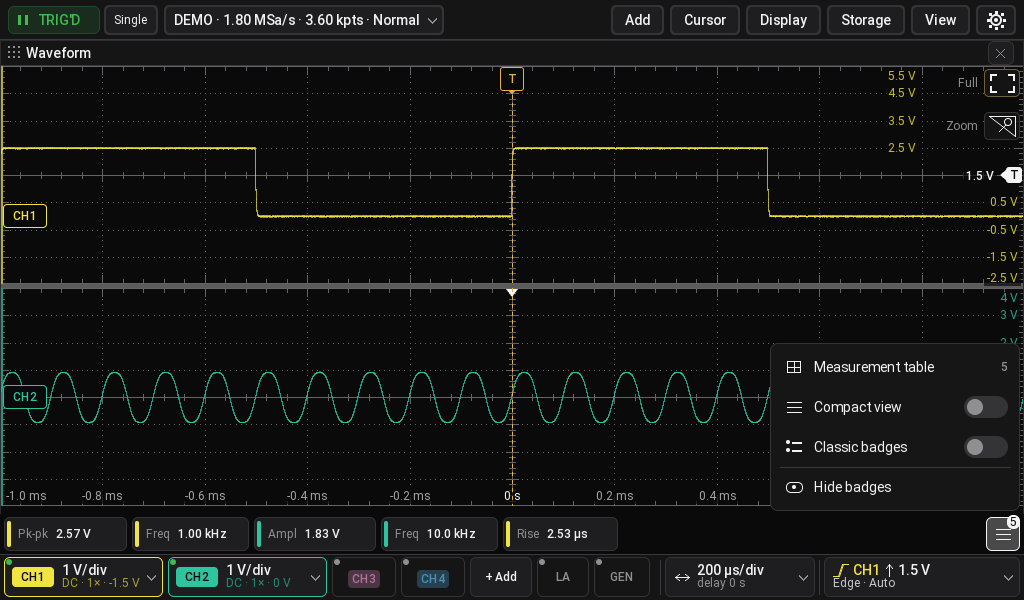 TRIG'D
Single
DEMO · 1.80 MSa/s · 3.60 kpts · Normal
Add
Cursor
Display
Storage
View
Waveform
T
5.5 V
Full
4.5 V
3.5 V
Zoom
2.5 V
1.5 V
T
0.5 V
CH1
-0.5 V
-1.5 V
-2.5 V
4 V
3 V
2 V
Measurement table 5
CH2
Compact view
Classic badges
Hide badges
-1.0 ms
-0.8 ms
-0.6 ms
-0.4 ms
-0.2 ms
0 s
0.2 ms
0.4 ms
Pk-pk 2.57 V
Freq 1.00 kHz
Ampl 1.83 V
Freq 10.0 kHz
Rise 2.53 µs
5
CH1
1 V/div
DC · 1× · -1.5 V
CH2
1 V/div
DC · 1× · 0 V
CH3
CH4
+ Add
LA
GEN
200 µs/div
delay 0 s
CH1 ↑ 1.5 V
Edge · Auto